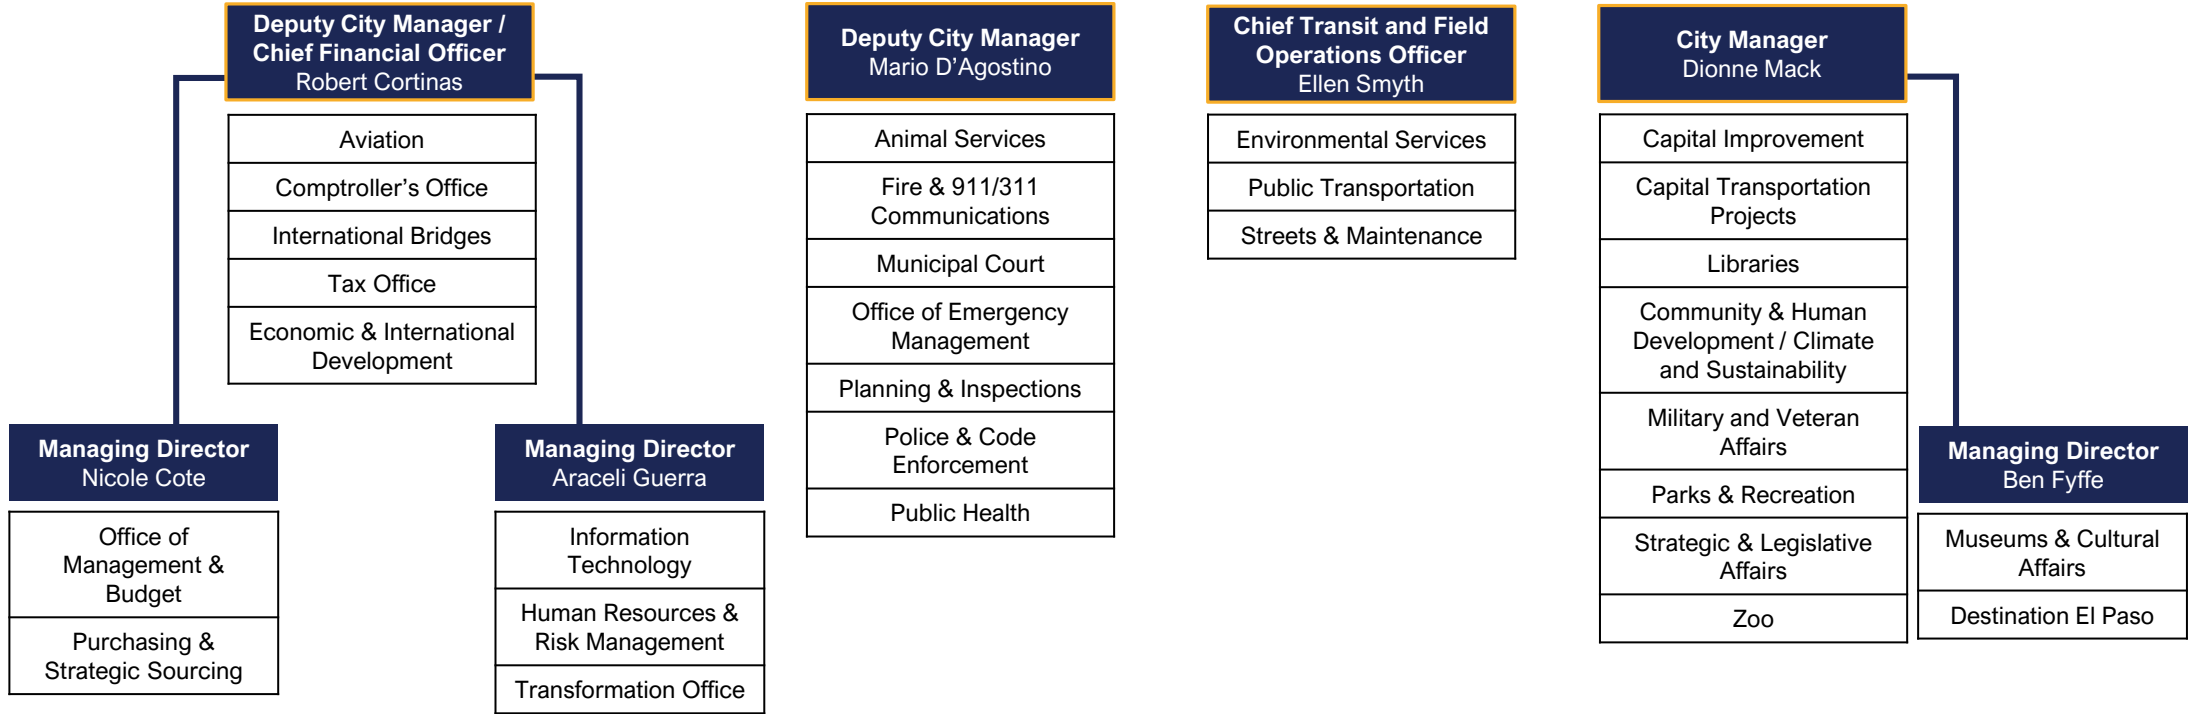 Deputy City Manager /
Chief Financial Officer
Robert Cortinas
Aviation
Comptroller’s Office
International Bridges
Tax Office
Economic & International
Development
Managing Director
Nicole Cote
Office of
Management &
Budget
Purchasing &
Strategic Sourcing
Managing Director
Araceli Guerra
Information
Technology
Human Resources &
Risk Management
Transformation Office
Deputy City Manager
Mario D’Agostino
Animal Services
Fire & 911/311
Communications
Municipal Court
Office of Emergency
Management
Planning & Inspections
Police & Code
Enforcement
Public Health
Chief Transit and Field
Operations Officer
Ellen Smyth
Environmental Services
Public Transportation
Streets & Maintenance
City Manager
Dionne Mack
Capital Improvement
Capital Transportation
Projects
Libraries
Community & Human
Development / Climate
and Sustainability
Military and Veteran
Affairs
Parks & Recreation
Strategic & Legislative
Affairs
Zoo
Managing Director
Ben Fyffe
Museums & Cultural
Affairs
Destination El Paso